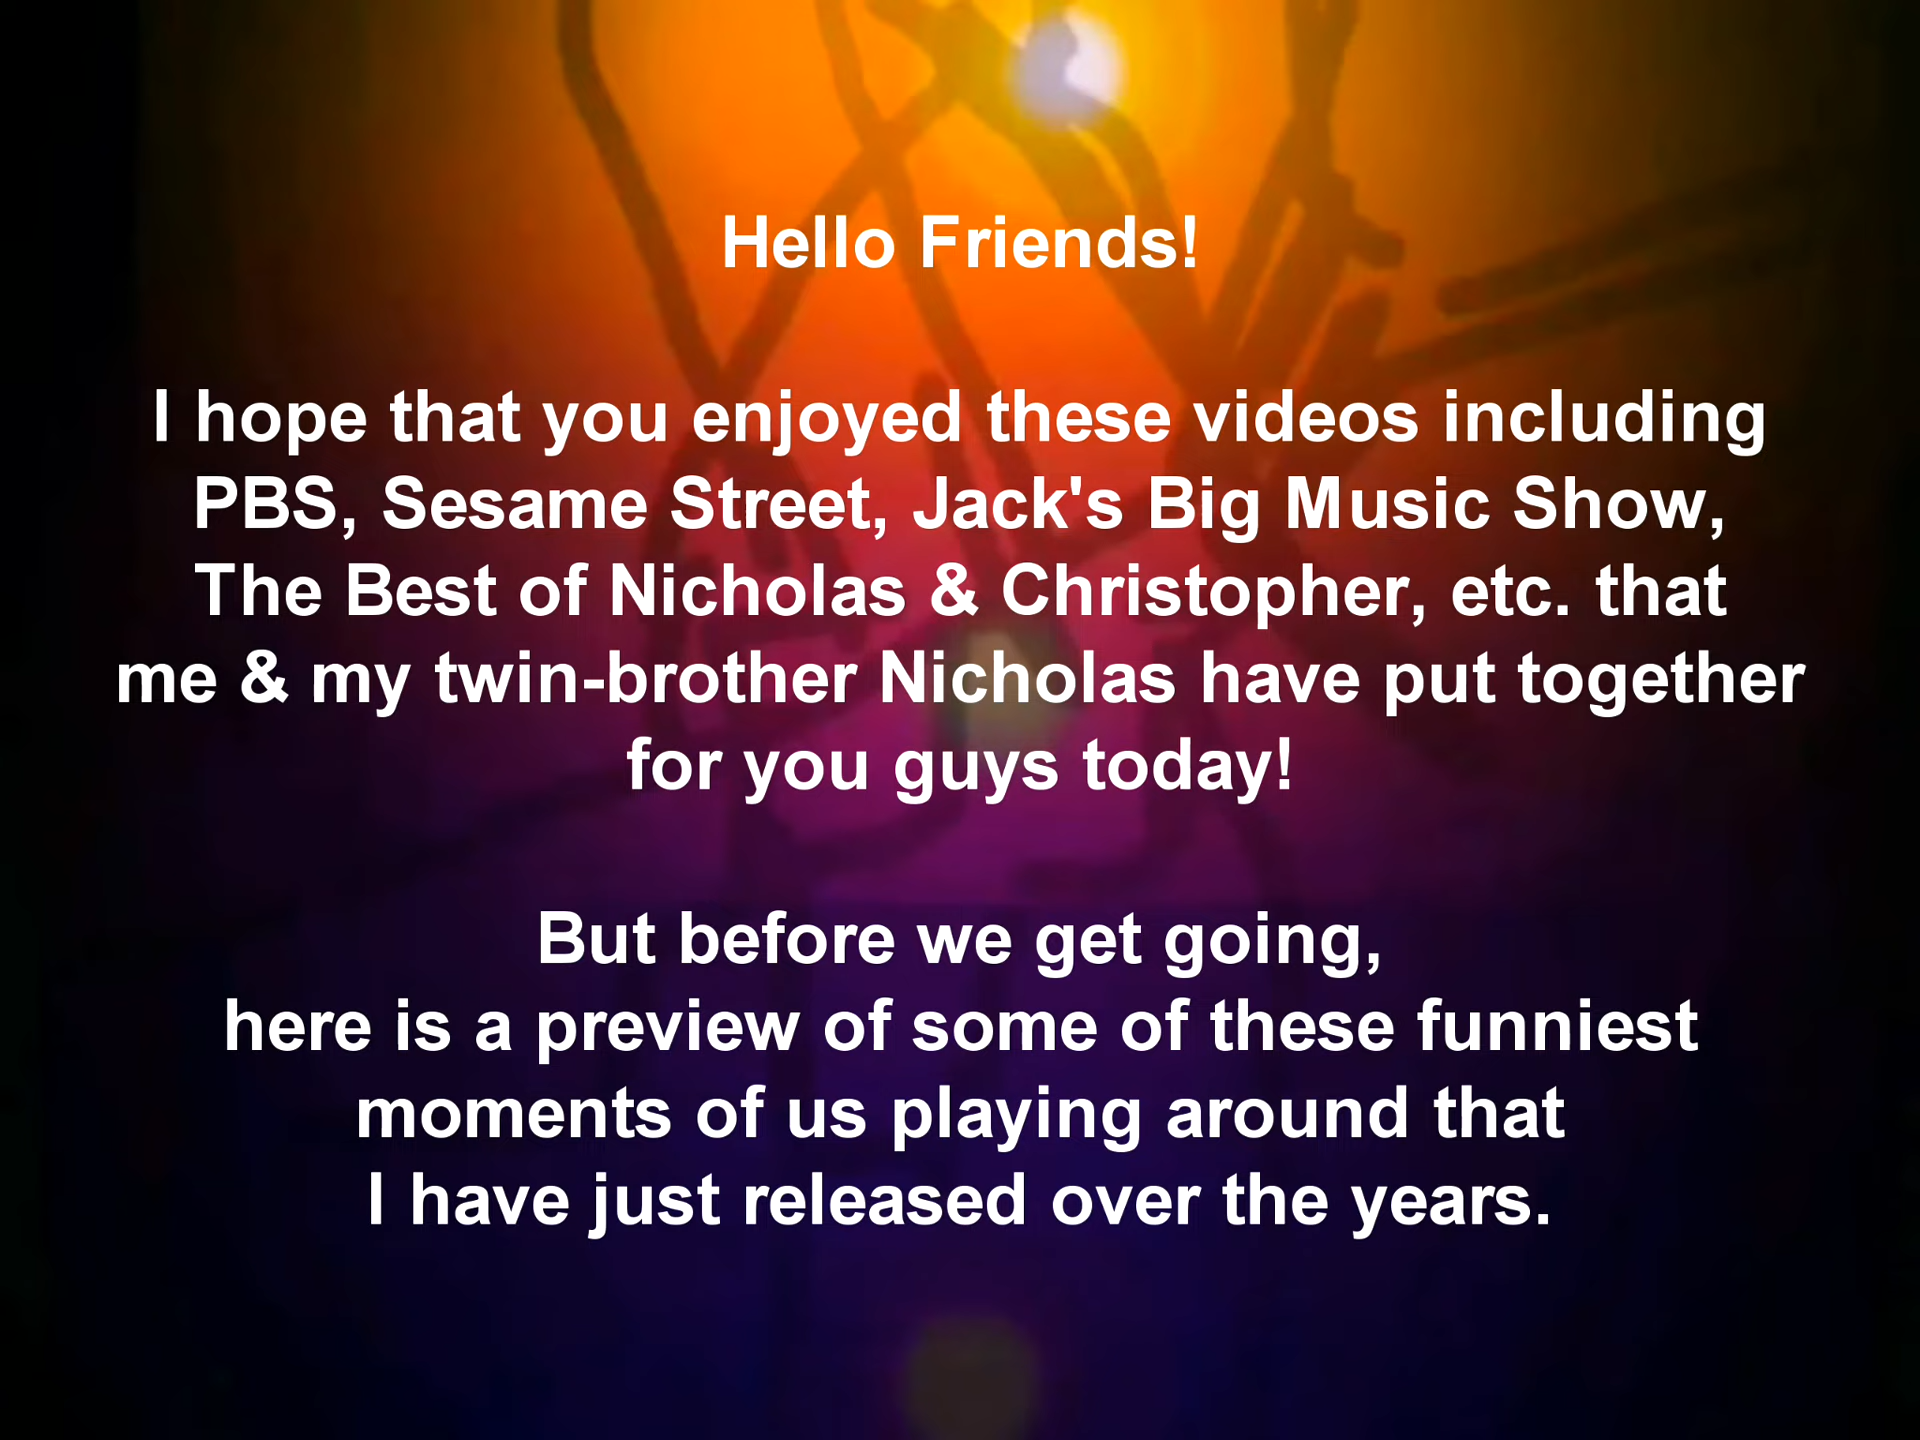 Hello Friends!
I hope that you enjoyed these videos including
PBS, Sesame Street, Jack's Big Music Show,
The Best of Nicholas & Christopher, etc. that
me & my twin-brother Nicholas have put together
for you guys today!
But before we get going,
here is a preview of some of these funniest
moments of us playing around that
I have just released over the years.